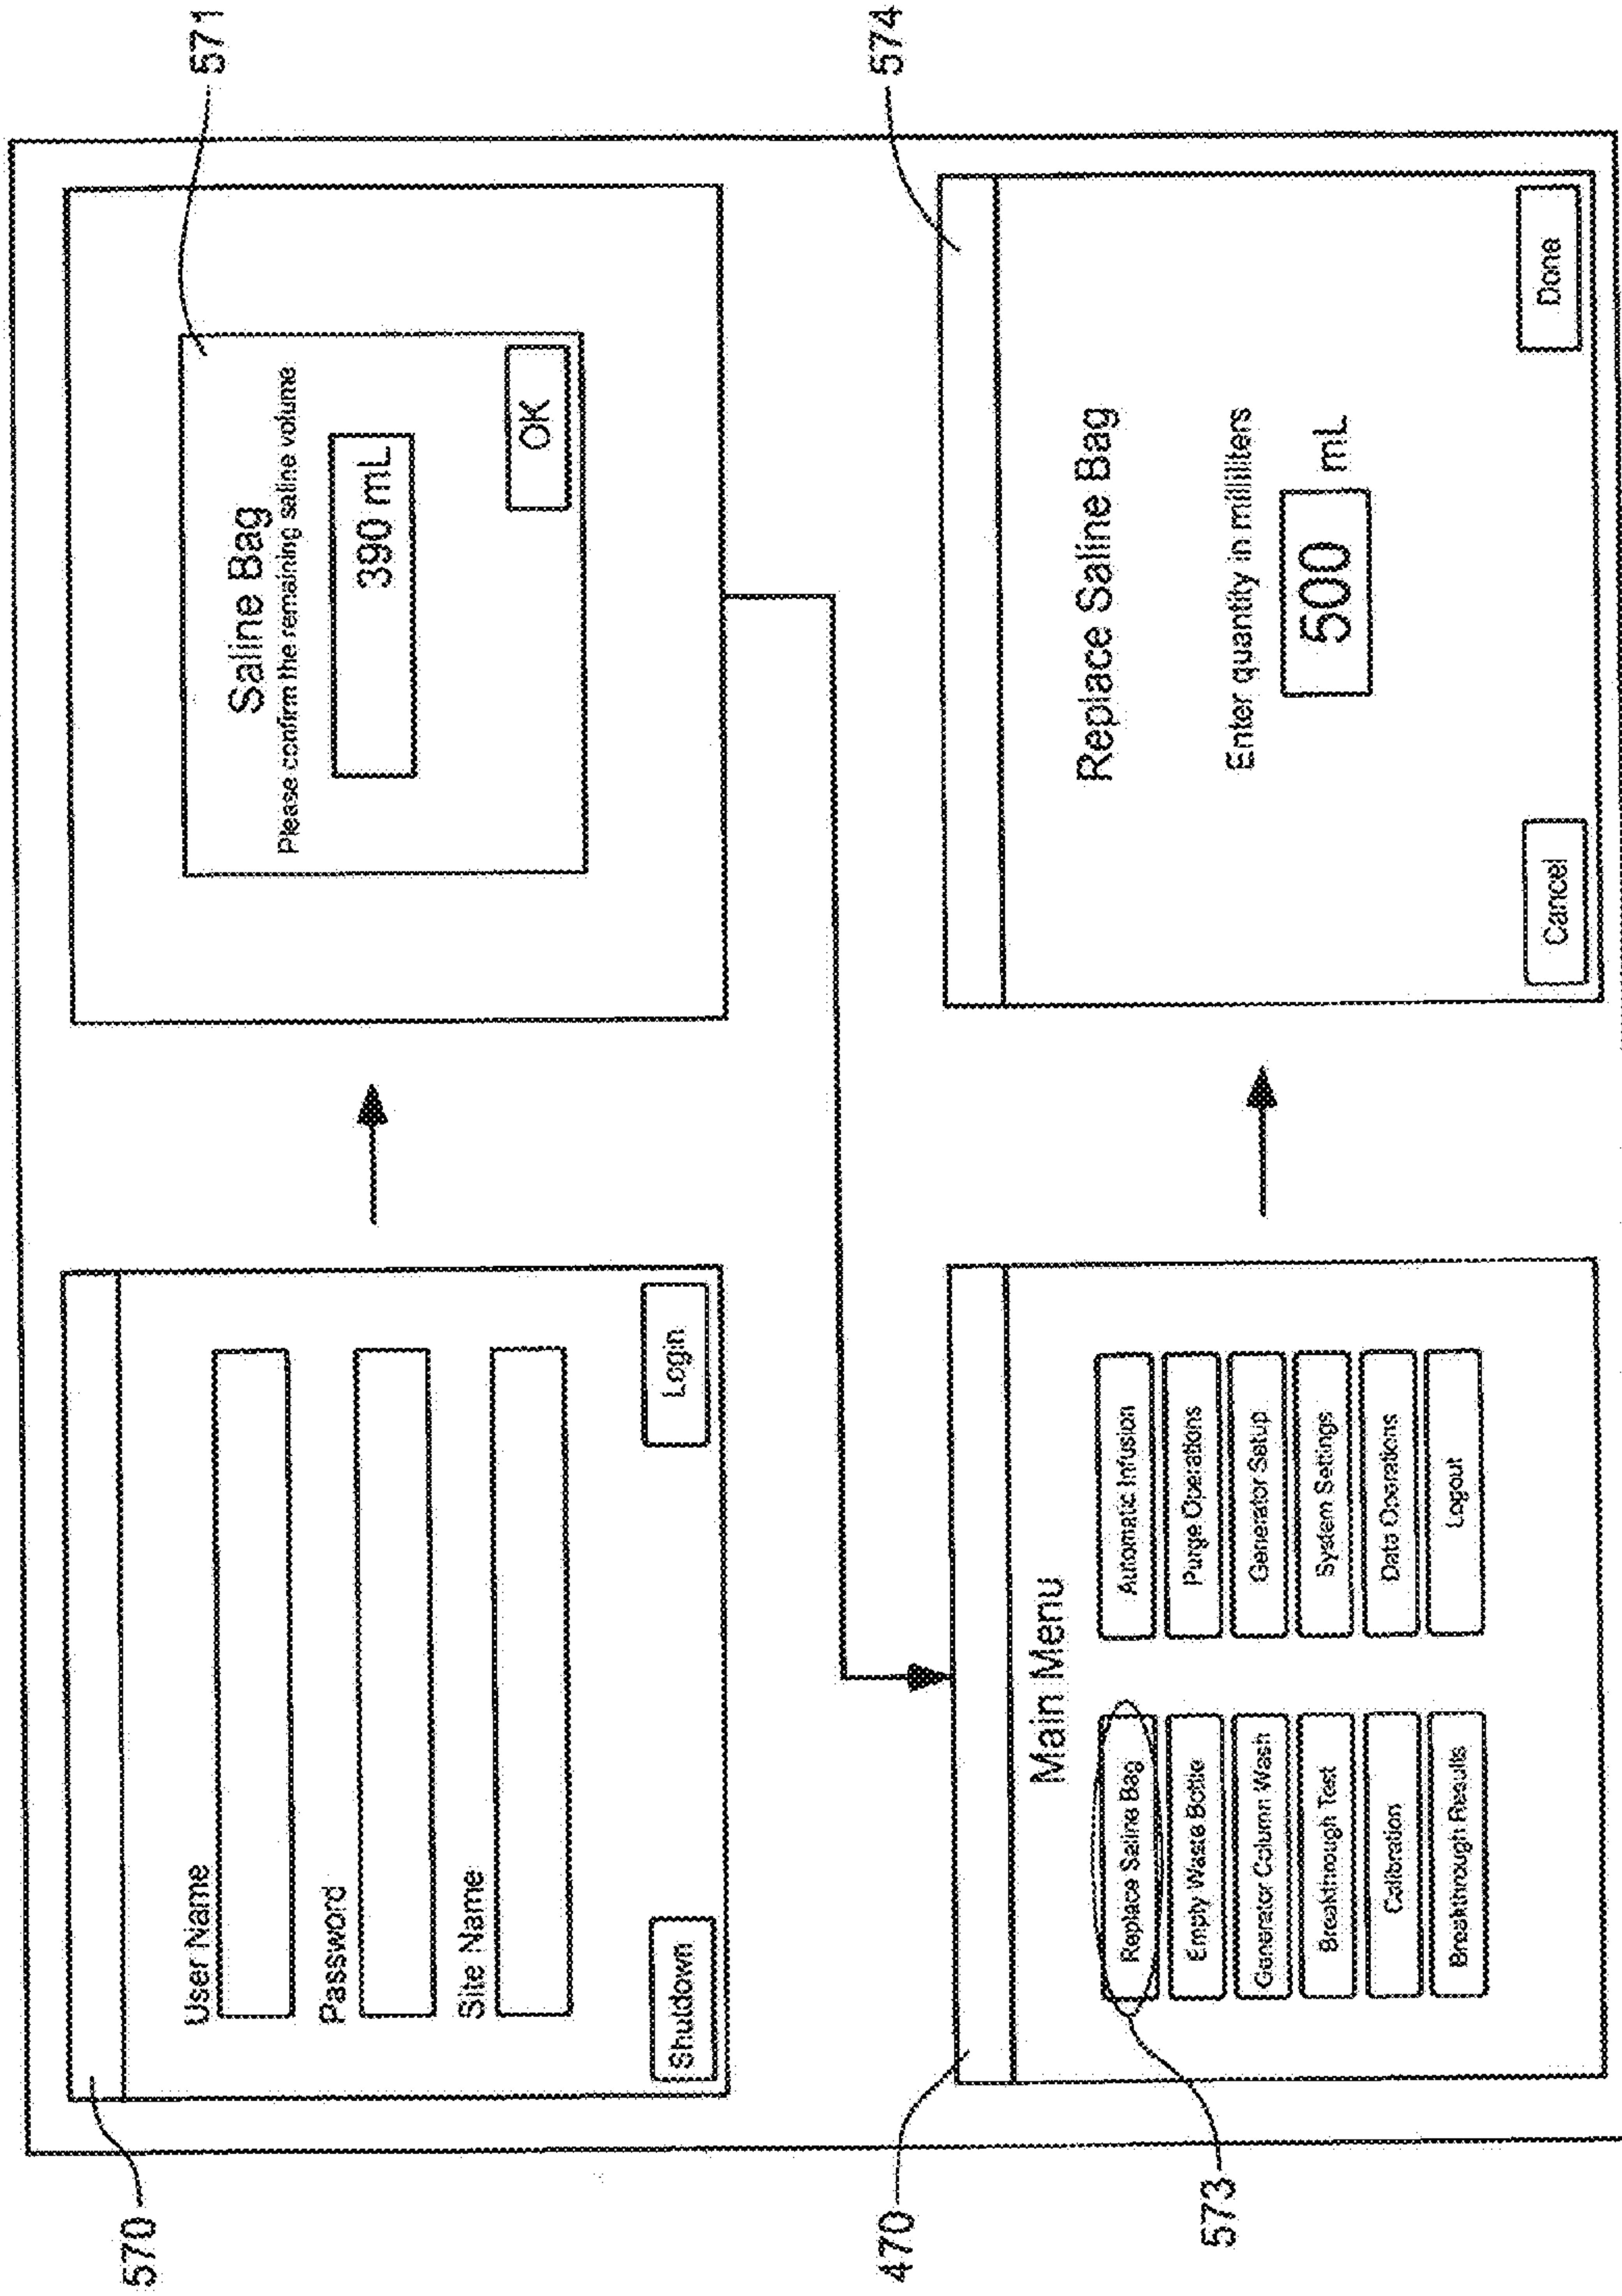 570
User Name
Password
Site Name
Shutdown
Login
571
Saline Bag
Please confirm the remaining saline volume
390 mL
OK
470
Main Menu
573
Replace Saline Bag
Automatic Infusion
Empty Waste Bottle
Purge Operations
Generator Column Wash
Generator Setup
Breakthrough Test
System Settings
Calibration
Data Operations
Breakthrough Results
Logout
574
Replace Saline Bag
Enter quantity in milliliters
500 mL
Cancel
Done